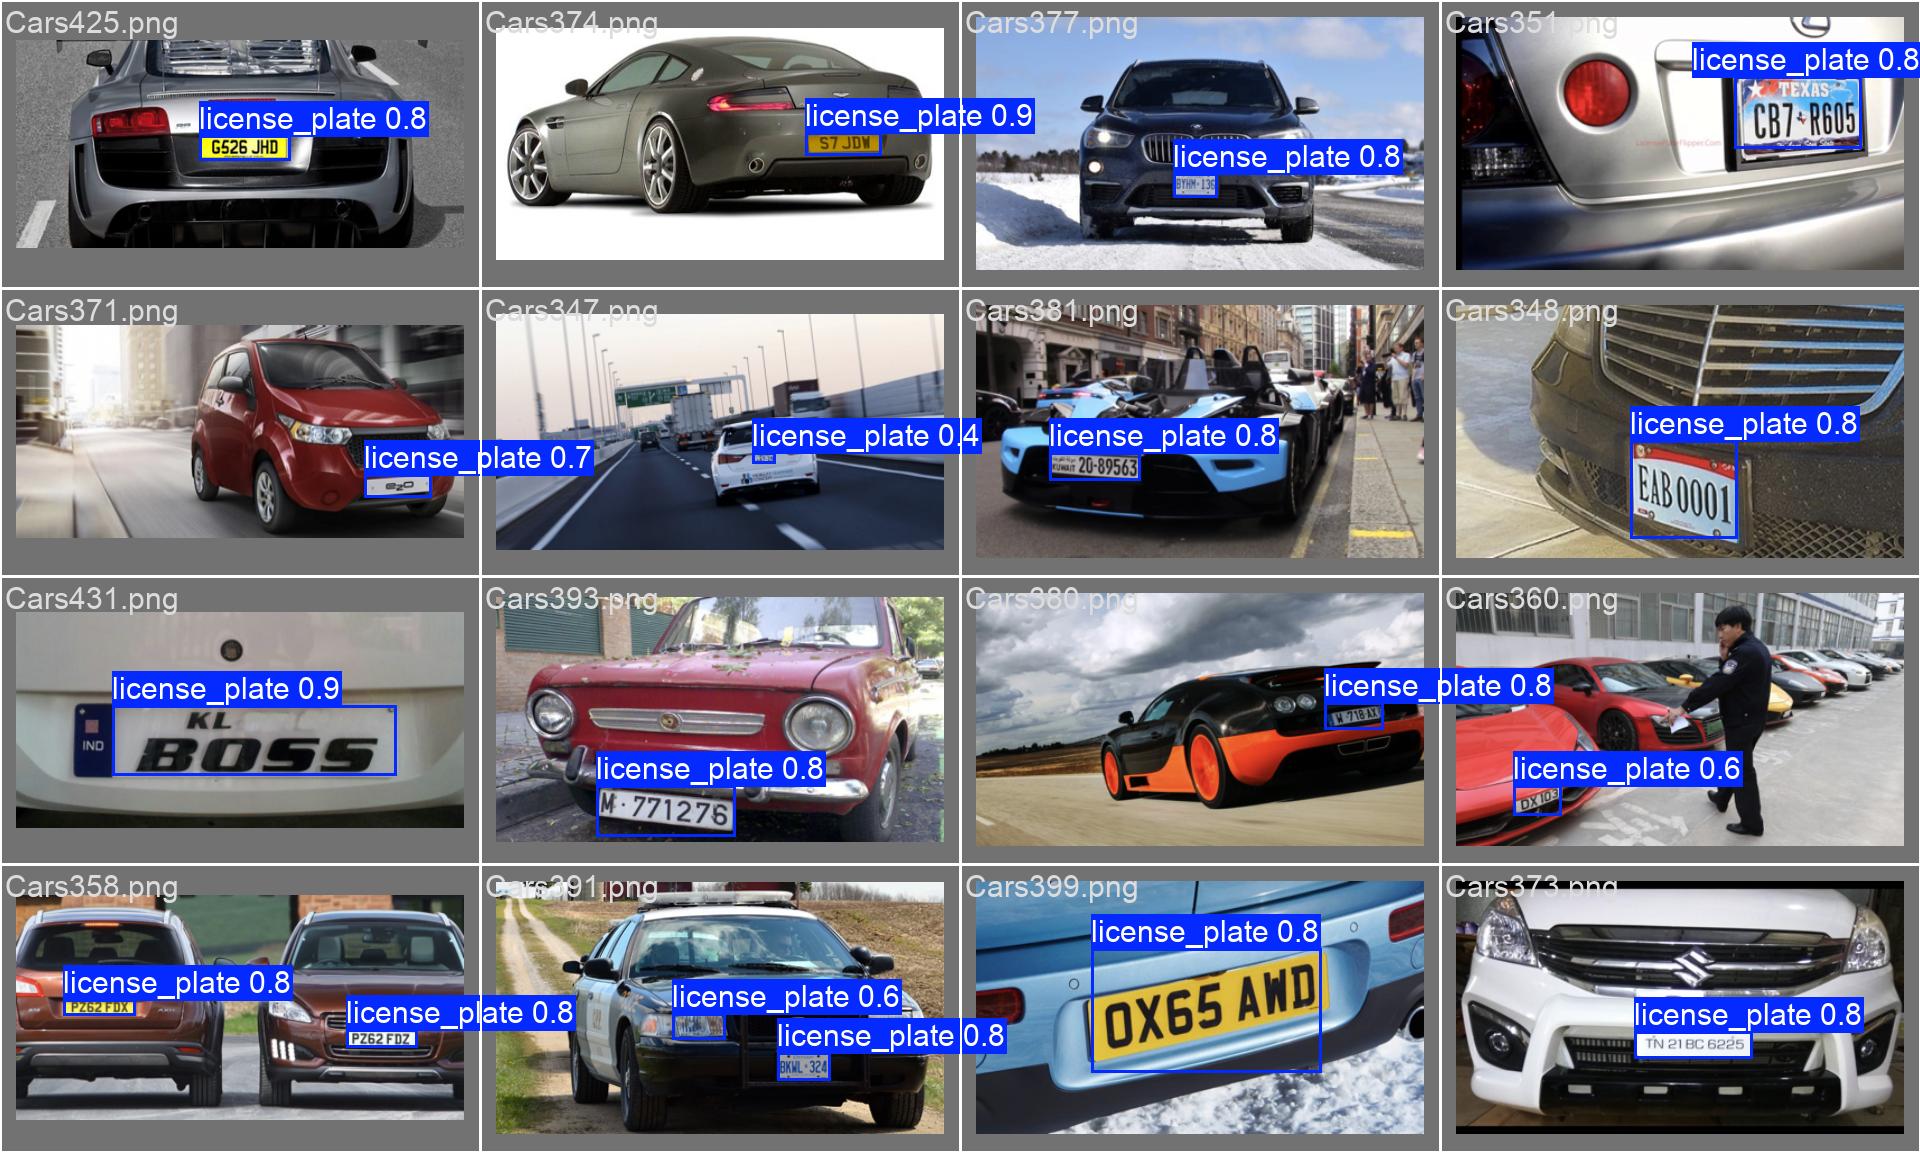 Cars425.png
license_plate 0.8
G526 JHD
Cars374.png
license_plate 0.9
S7 JDW
Cars377.png
license_plate 0.8
BYHM·136
Cars351.png
license_plate 0.8
TEXAS
CB7 R605
Cars371.png
license_plate 0.7
e2o
Cars347.png
license_plate 0.4
Cars381.png
license_plate 0.8
KUWAIT 20-89563
Cars348.png
license_plate 0.8
EAB 0001
Cars431.png
license_plate 0.9
IND
KL
BOSS
Cars393.png
license_plate 0.8
M·771276
Cars380.png
license_plate 0.8
W 718 AX
Cars360.png
license_plate 0.6
DX 103
Cars358.png
license_plate 0.8
PZ62 FDX
license_plate 0.8
PZ62 FDZ
Cars391.png
license_plate 0.6
license_plate 0.8
BKWL·324
Cars399.png
license_plate 0.8
OX65 AWD
Cars373.png
license_plate 0.8
TN 21 BC 6225